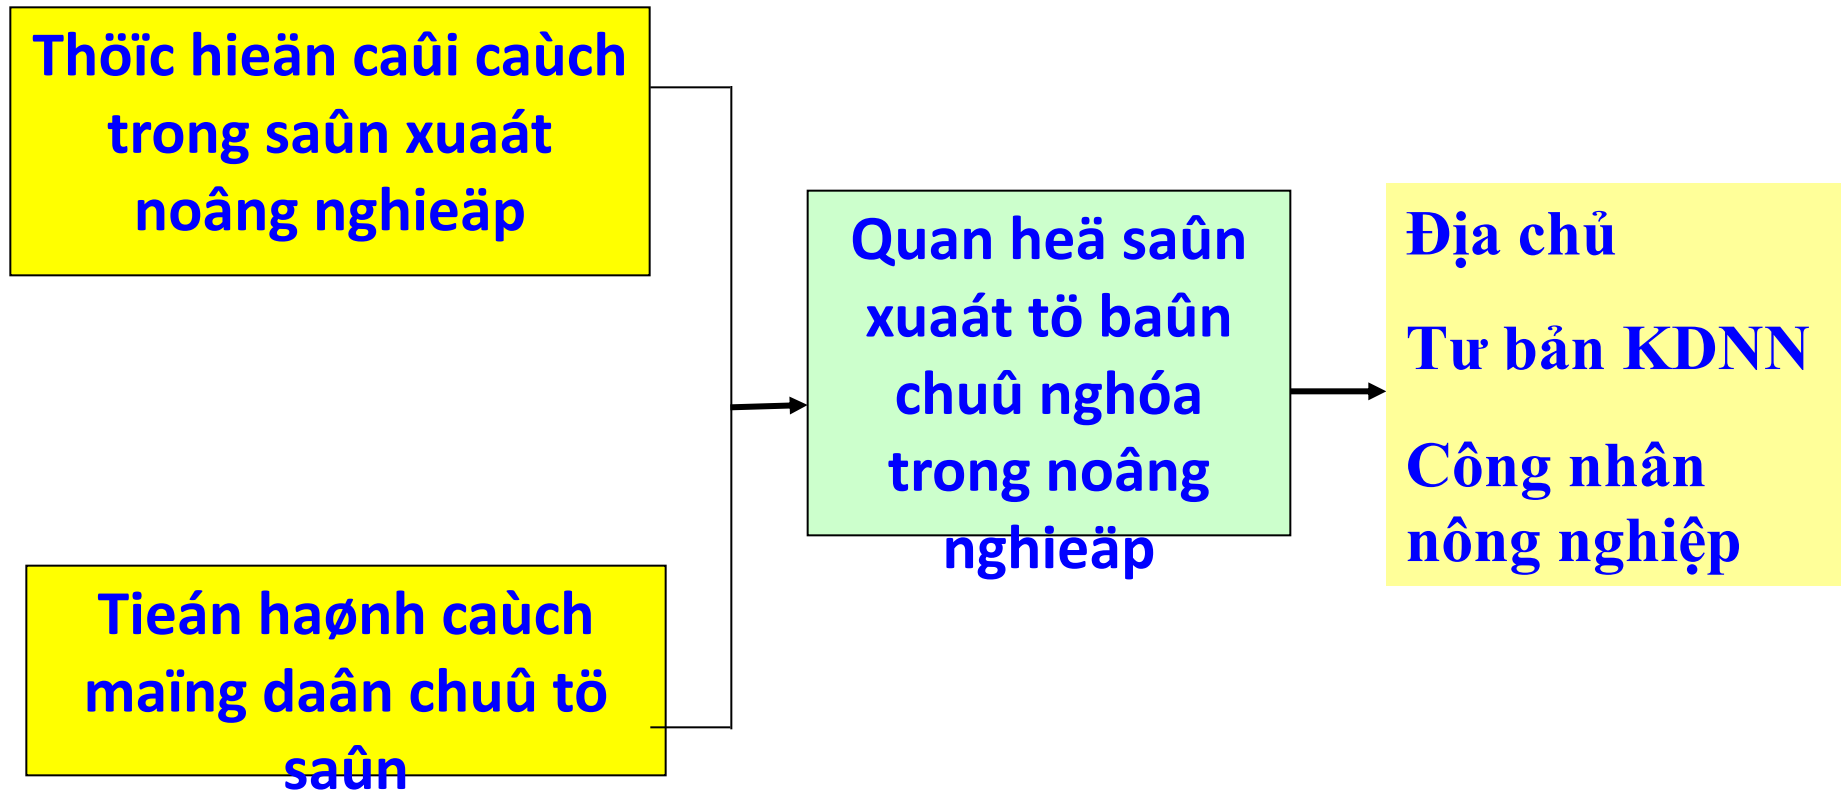 Thöïc hieän caûi caùch
trong saûn xuaát
noâng nghieäp
Tieán haønh caùch
maïng daân chuû tö
saûn
Quan heä saûn
xuaát tö baûn
chuû nghóa
trong noâng
nghieäp
Địa chủ
Tư bản KDNN
Công nhân
nông nghiệp